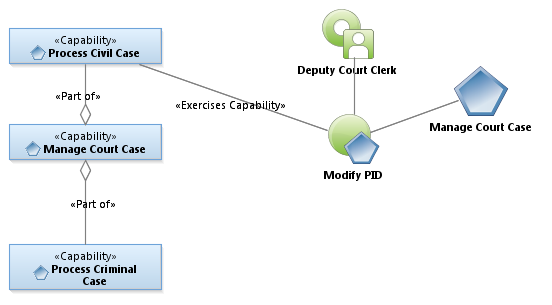 «Capability»
Process Civil Case
Deputy Court Clerk
«Part of»
«Exercises Capability»
«Capability»
Manage Court Case
Manage Court Case
Modify PID
«Part of»
«Capability»
Process Criminal
Case